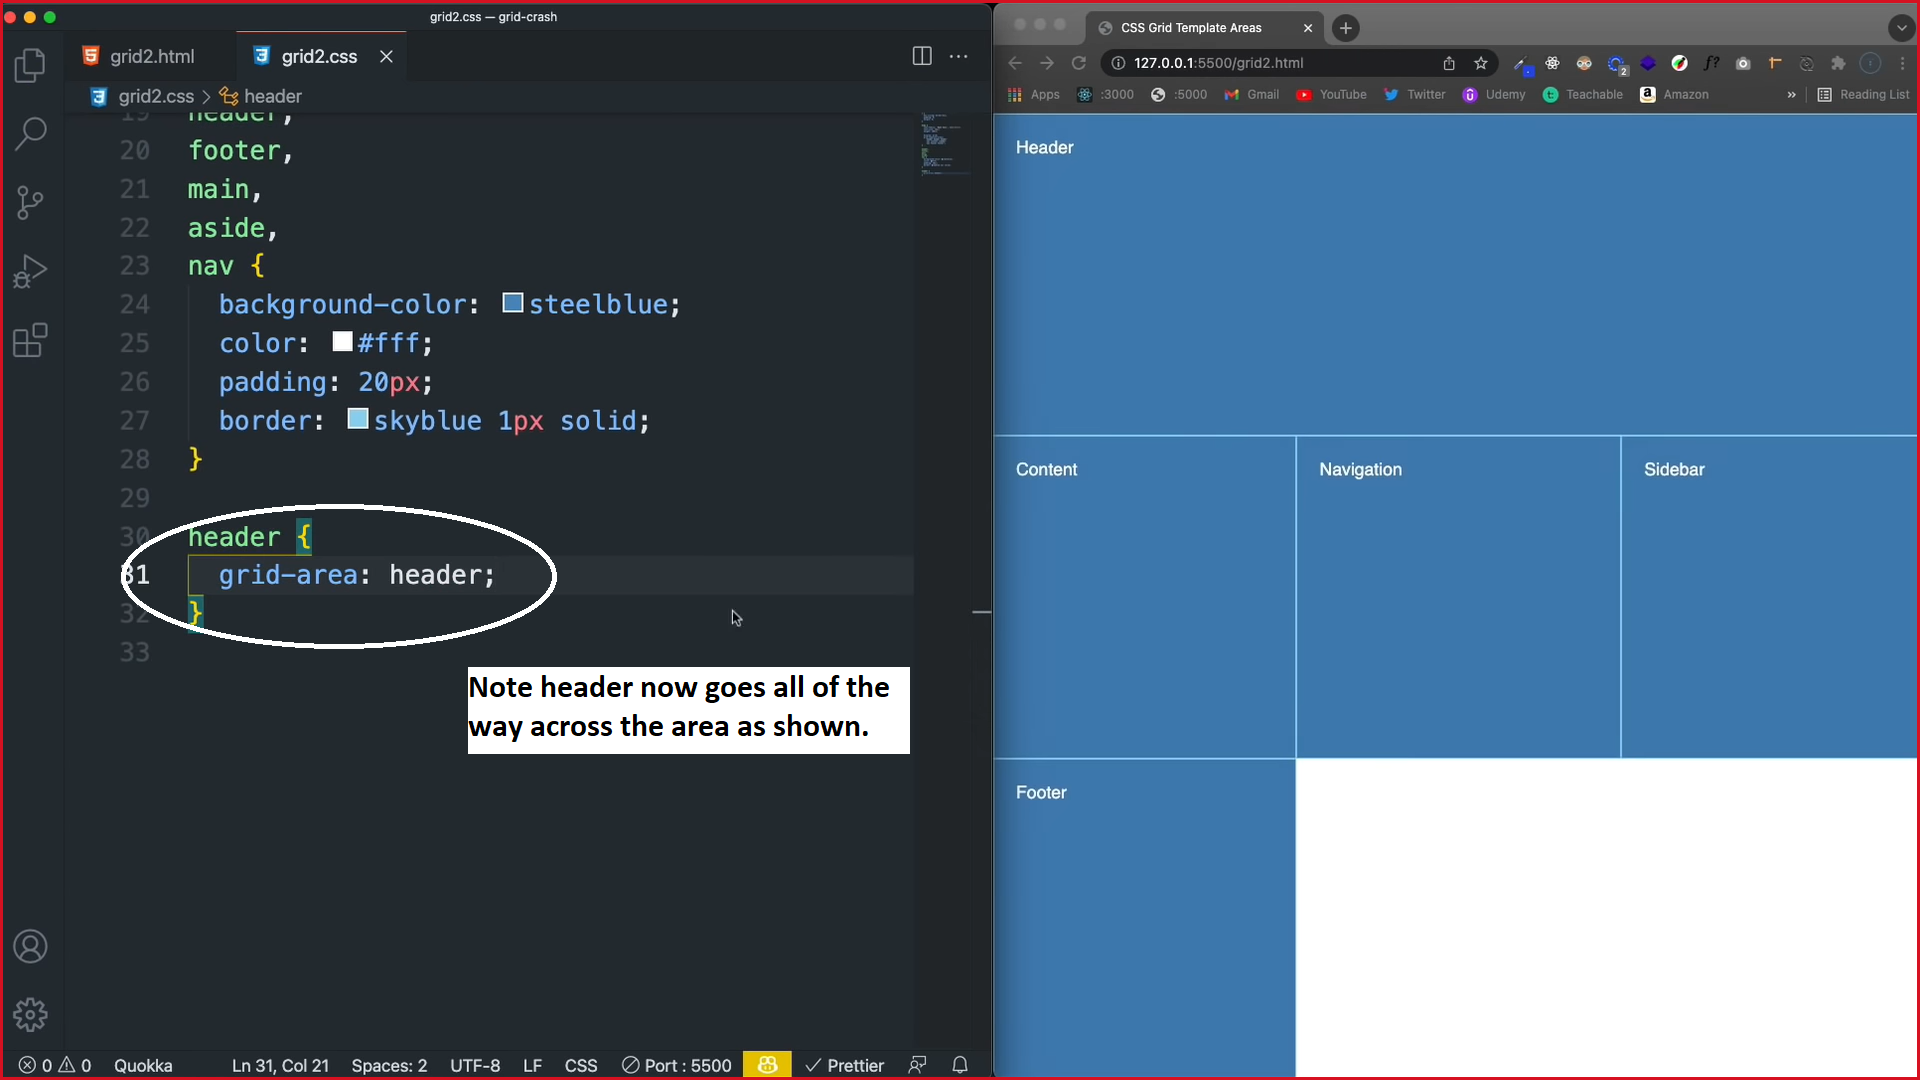 grid2.css — grid-crash
grid2.html
grid2.css
grid2.css > header
19 header,
20 footer,
21 main,
22 aside,
23 nav {
24 background-color: steelblue;
25 color: #fff;
26 padding: 20px;
27 border: skyblue 1px solid;
28 }
29
30 header {
31 grid-area: header;
32 }
33
Note header now goes all of the
way across the area as shown.
0 0 Quokka Ln 31, Col 21 Spaces: 2 UTF-8 LF CSS Port : 5500 Prettier
CSS Grid Template Areas
127.0.0.1:5500/grid2.html
2 f?
Apps :3000 :5000 Gmail YouTube Twitter Udemy Teachable Amazon » Reading List
Header
Content Navigation Sidebar
Footer